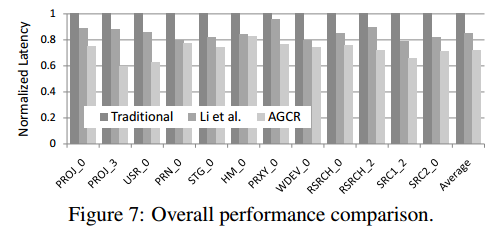 Normalized Latency
1
0.8
0.6
0.4
0.2
0
Traditional
Li et al.
AGCR
PROJ_0
PROJ_3
USR_0
PRN_0
STG_0
HM_0
PRXY_0
WDEV_0
RSRCH_0
RSRCH_2
SRC1_2
SRC2_0
Average
Figure 7: Overall performance comparison.